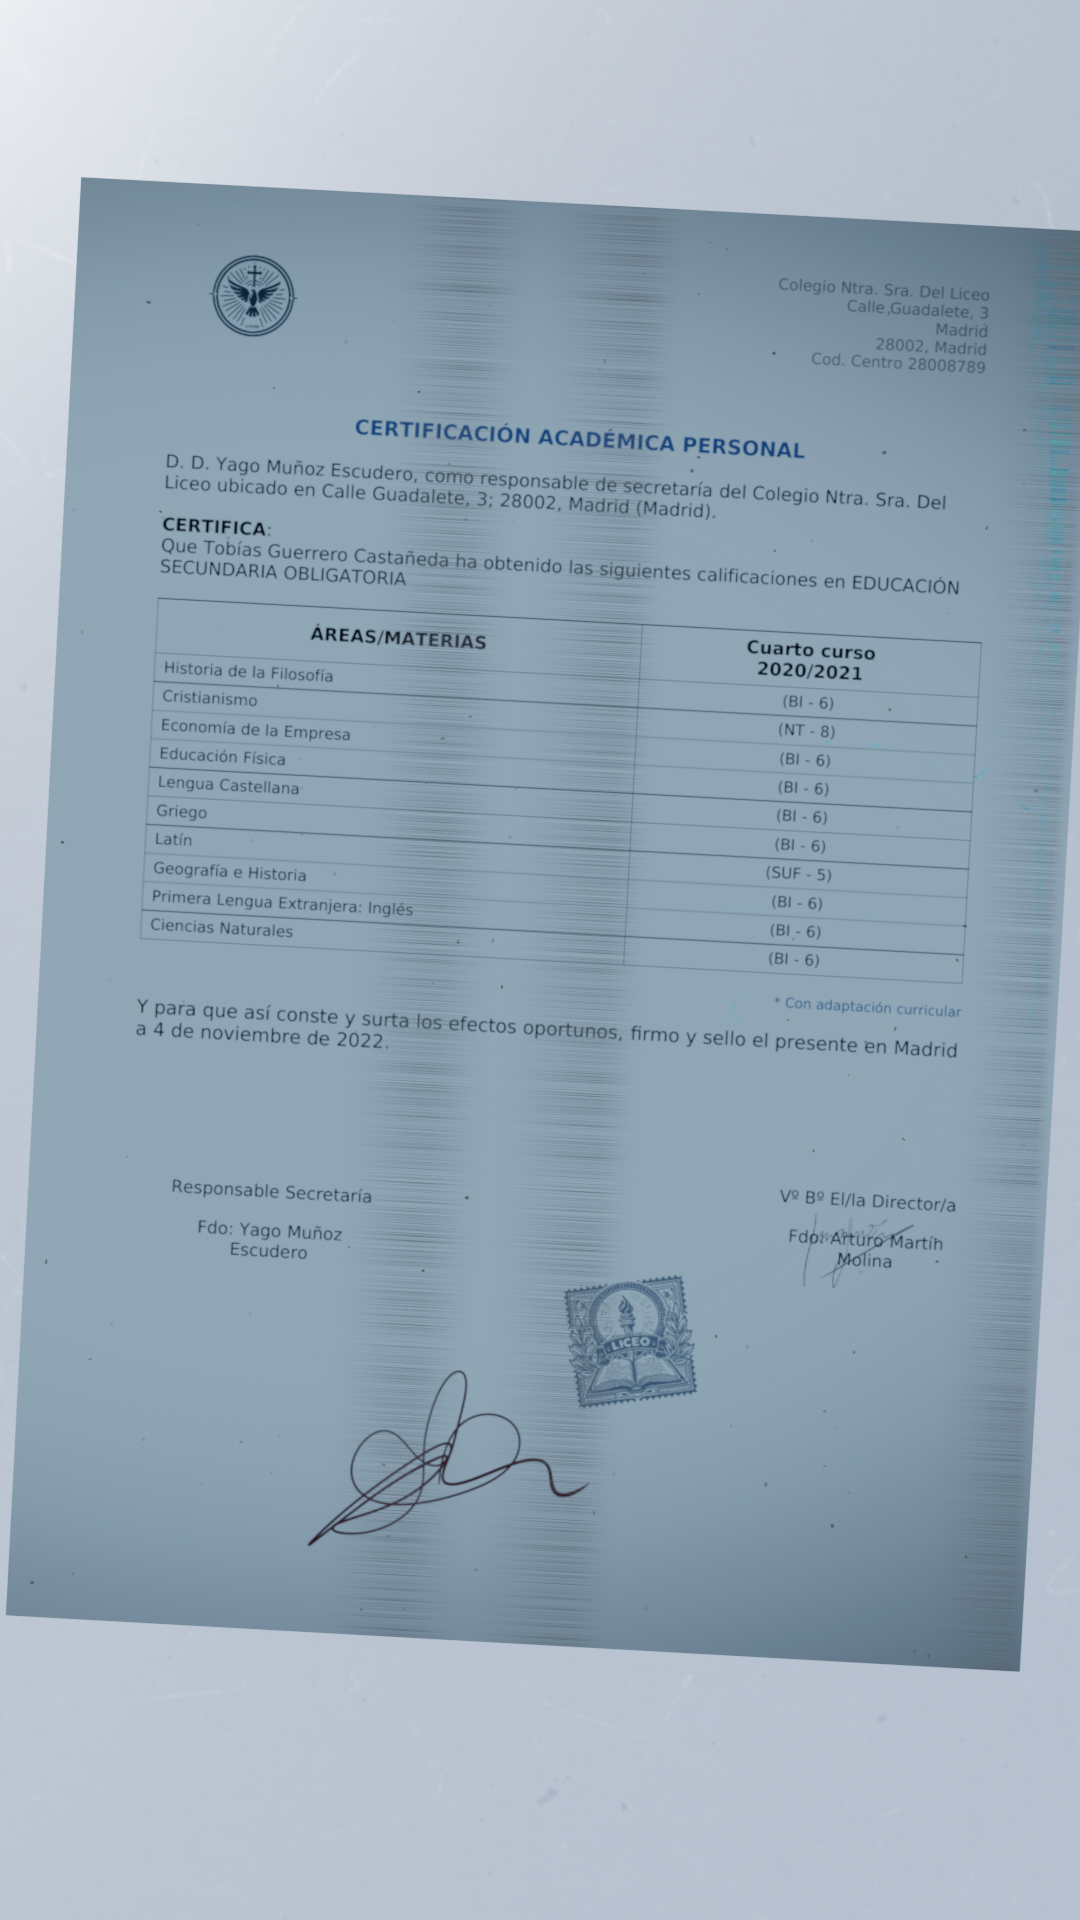 Colegio Ntra. Sra. Del Liceo
Calle Guadalete, 3
Madrid
28002, Madrid
Cod. Centro 28008789
LICEO
CERTIFICACIÓN ACADÉMICA PERSONAL
D. D. Yago Muñoz Escudero, como responsable de secretaría del Colegio Ntra. Sra. Del
Liceo ubicado en Calle Guadalete, 3; 28002, Madrid (Madrid).
CERTIFICA:
Que Tobías Guerrero Castañeda ha obtenido las siguientes calificaciones en EDUCACIÓN
SECUNDARIA OBLIGATORIA
ÁREAS/MATERIAS Cuarto curso
2020/2021
Historia de la Filosofía (BI - 6)
Cristianismo (NT - 8)
Economía de la Empresa (BI - 6)
Educación Física (BI - 6)
Lengua Castellana (BI - 6)
Griego (BI - 6)
Latín (SUF - 5)
Geografía e Historia (BI - 6)
Primera Lengua Extranjera: Inglés (BI - 6)
Ciencias Naturales (BI - 6)
* Con adaptación curricular
Y para que así conste y surta los efectos oportunos, firmo y sello el presente en Madrid
a 4 de noviembre de 2022.
Responsable Secretaría
Fdo: Yago Muñoz
Escudero
Vº Bº El/la Director/a
Fdo: Arturo Martín
Molina
LICEO